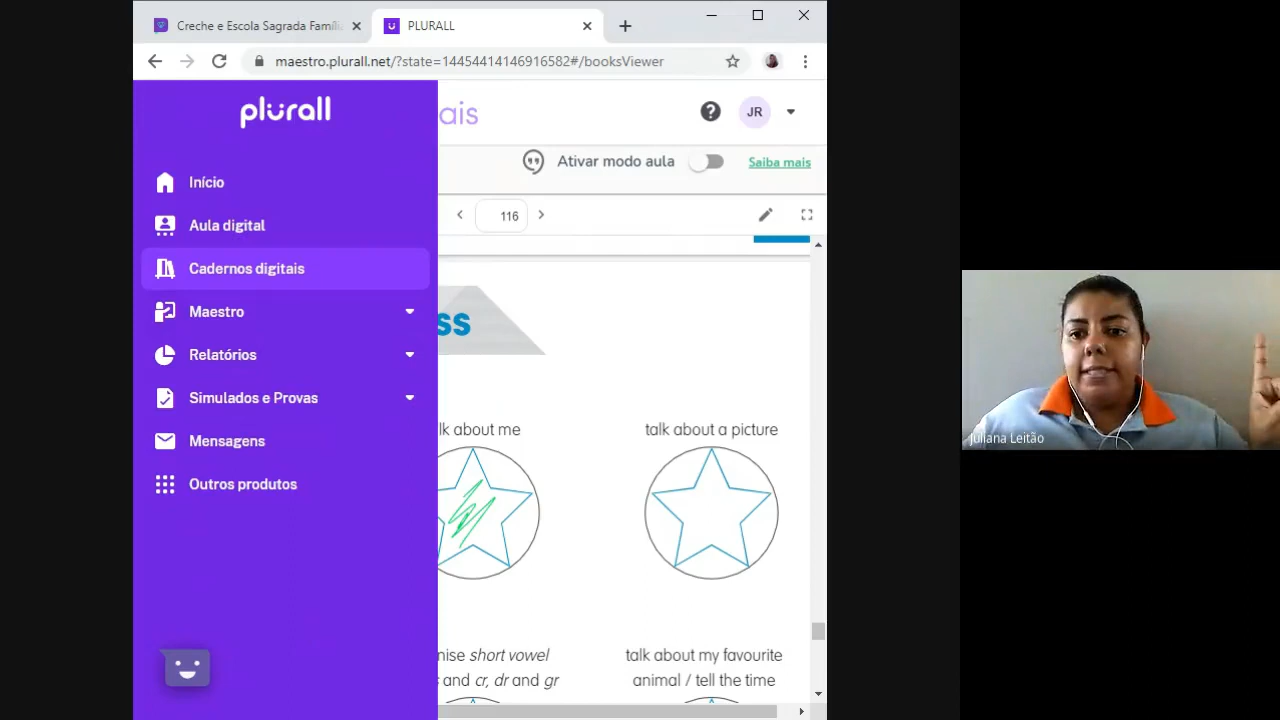 Creche e Escola Sagrada Famíli
PLURALL
maestro.plurall.net/?state=14454414146916582#/booksViewer
plurall
ais
JR
Início
Ativar modo aula
Saiba mais
Aula digital
116
Cadernos digitais
Maestro
ss
Relatórios
Simulados e Provas
Mensagens
lk about me
talk about a picture
Juliana Leitão
Outros produtos
nise short vowel
s and cr, dr and gr
talk about my favourite
animal / tell the time